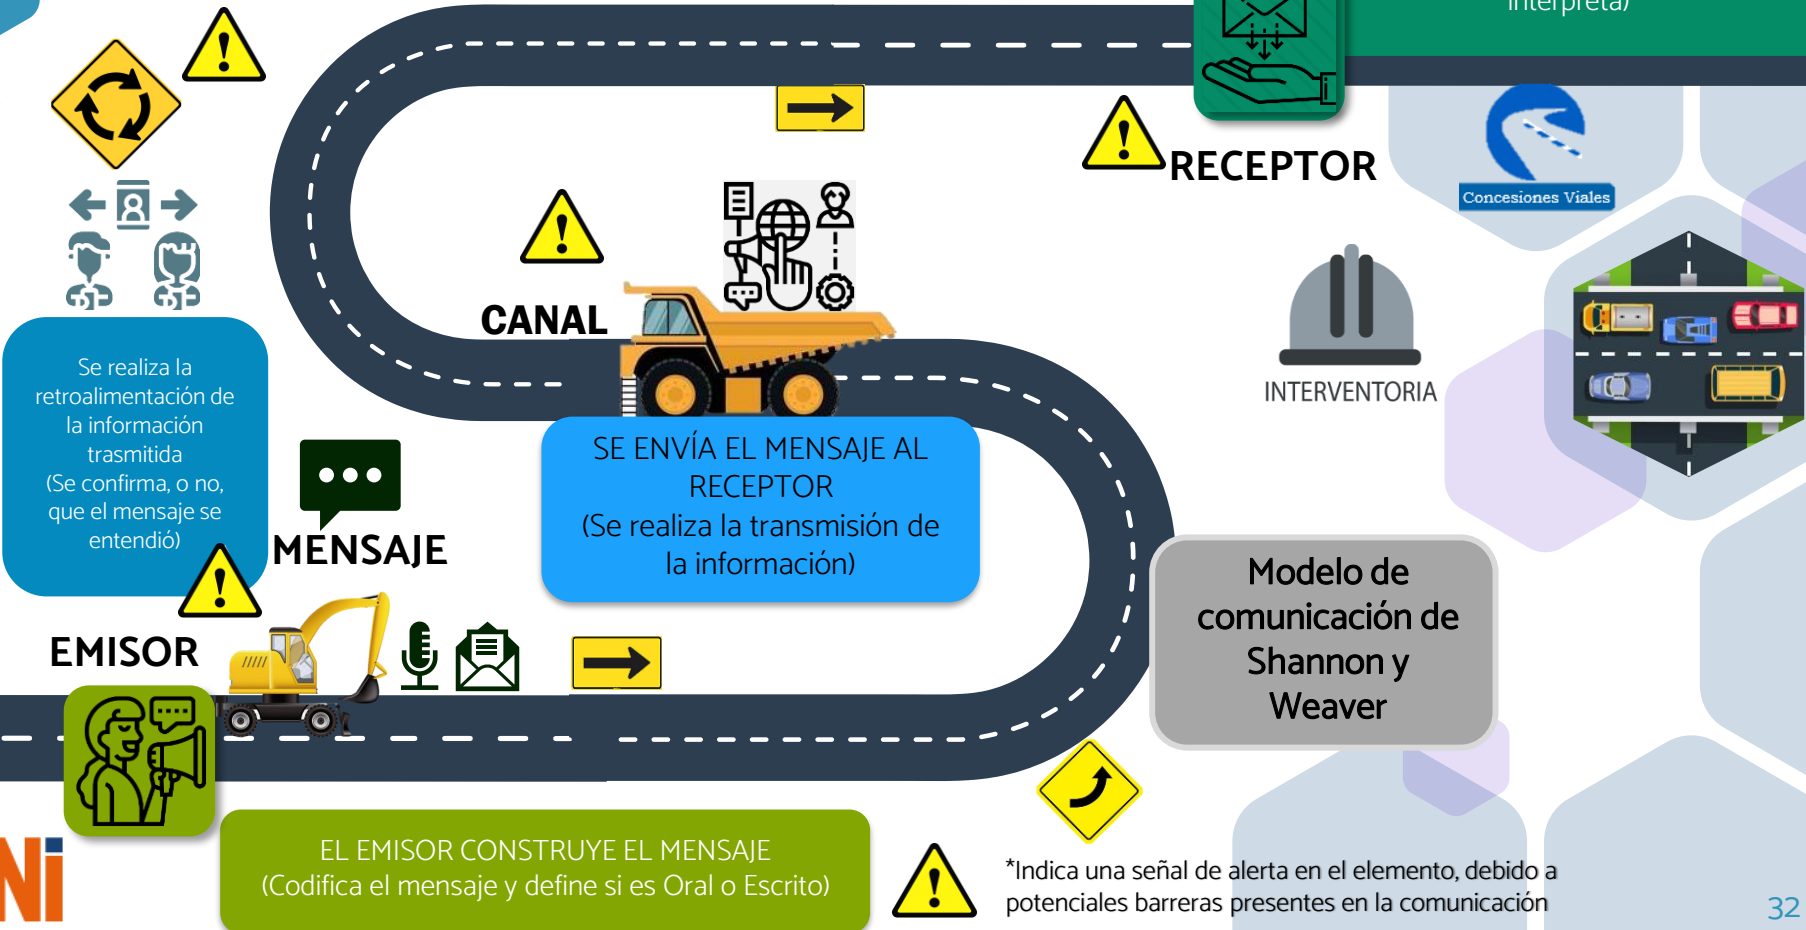 interpreta)
RECEPTOR
Concesiones Viales
CANAL
INTERVENTORIA
Se realiza la
retroalimentación de
la información
trasmitida
(Se confirma, o no,
que el mensaje se
entendió)
MENSAJE
SE ENVÍA EL MENSAJE AL
RECEPTOR
(Se realiza la transmisión de
la información)
Modelo de
comunicación de
Shannon y
Weaver
EMISOR
EL EMISOR CONSTRUYE EL MENSAJE
(Codifica el mensaje y define si es Oral o Escrito)
*Indica una señal de alerta en el elemento, debido a
potenciales barreras presentes en la comunicación
Ni
32